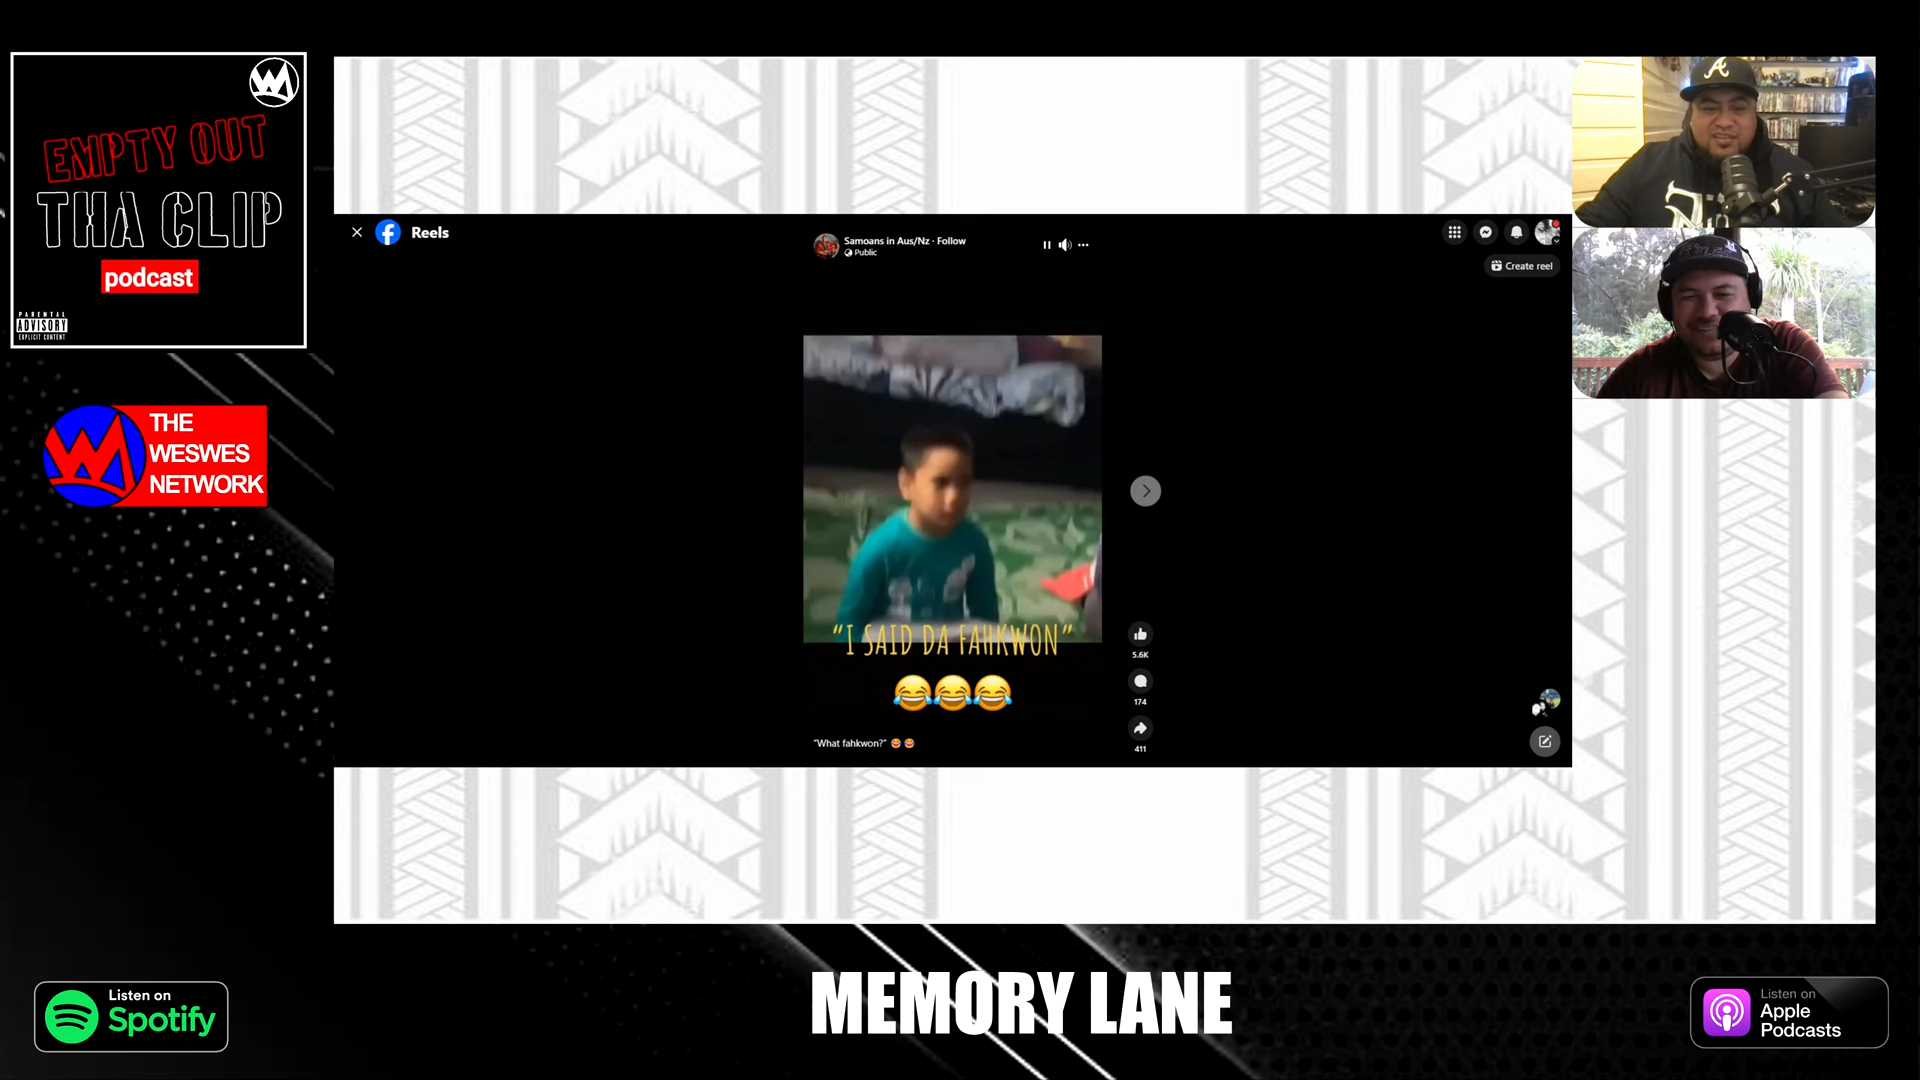 EMPTY OUT
THA CLIP
podcast
PARENTAL
ADVISORY
EXPLICIT CONTENT
THE
WESWES
NETWORK
Reels
Samoans in Aus/Nz · Follow
Public
Create reel
"I SAID DA FAHKWON"
😂😂😂
5.6K
174
411
"What fahkwon?"
MEMORY LANE
Listen on
Spotify
Listen on
Apple
Podcasts